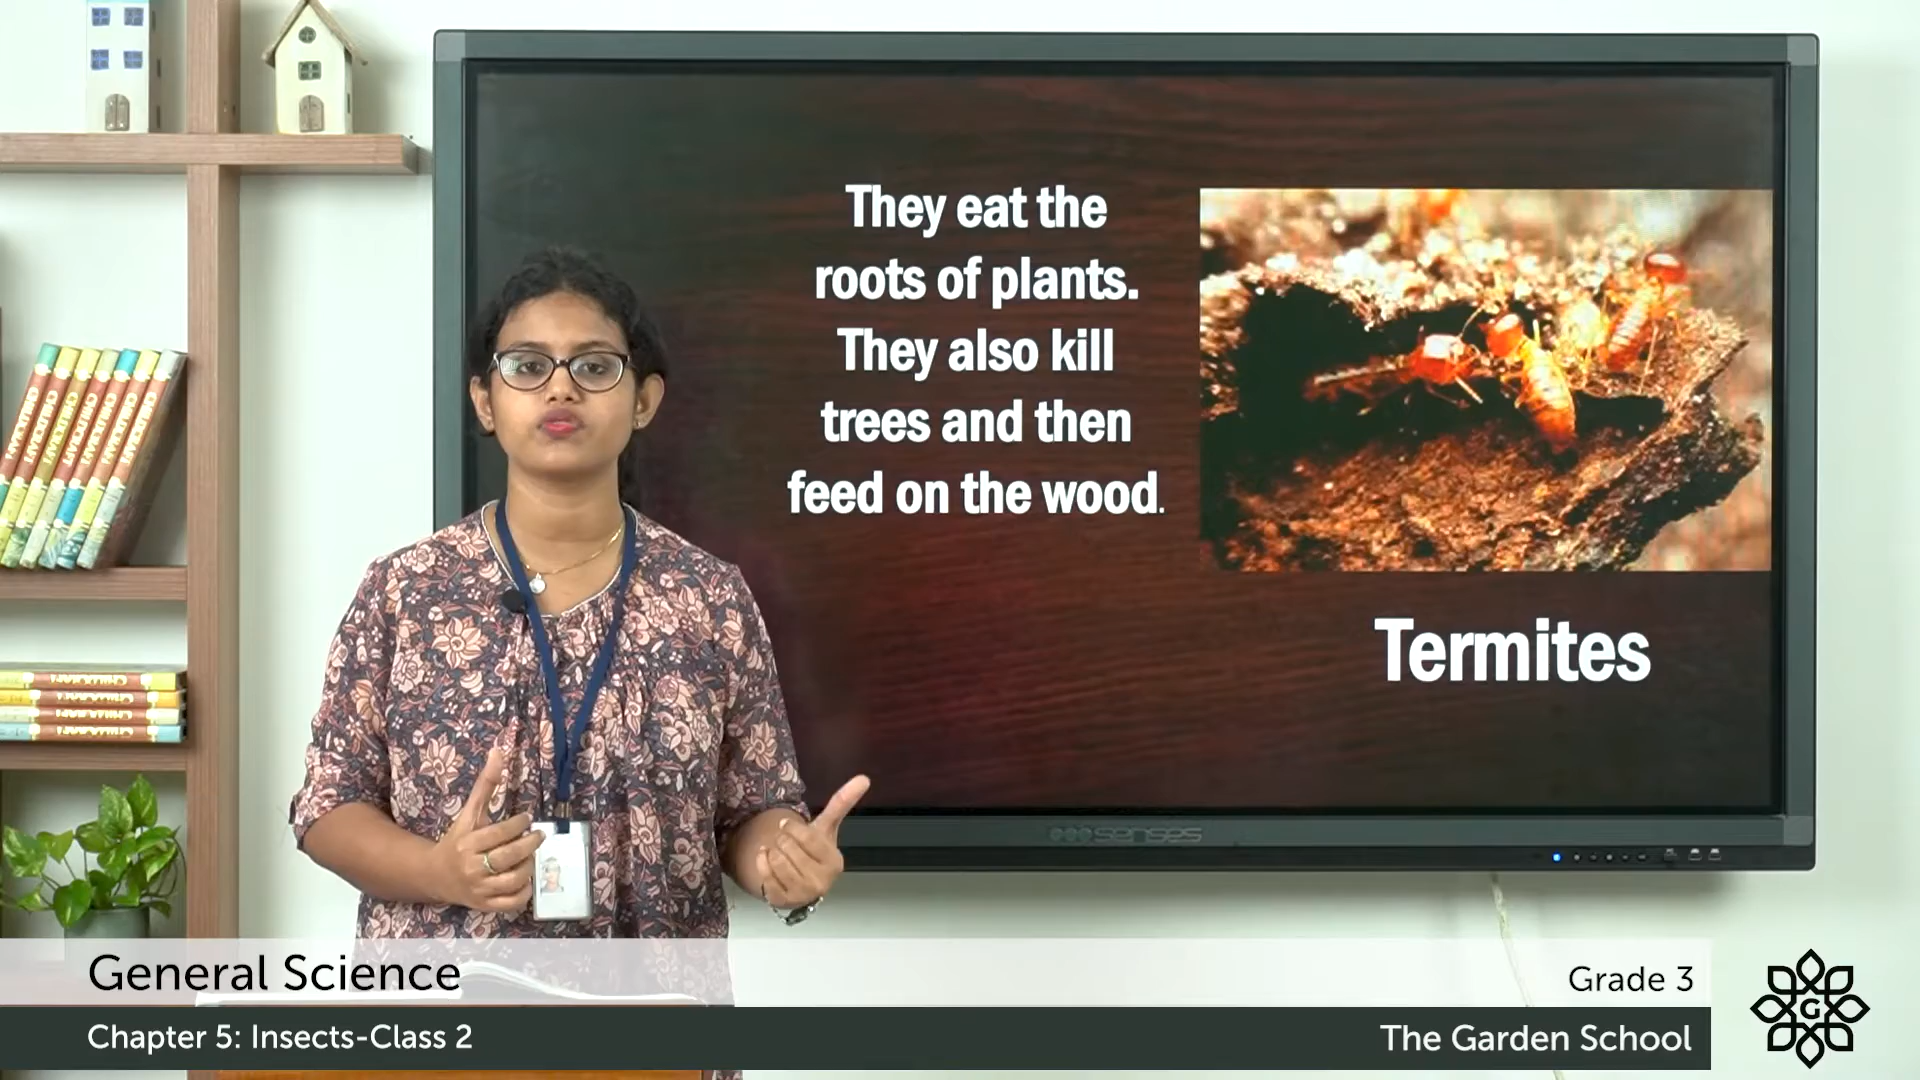 They eat the
roots of plants.
They also kill
trees and then
feed on the wood.
Termites
senses
General Science
Grade 3
Chapter 5: Insects-Class 2
The Garden School
G